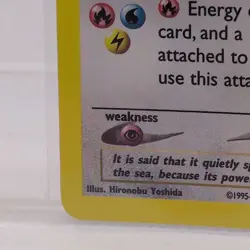 Energy
card, and a
attached to
use this atta
weakness
It is said that it quietly sp
the sea, because its powe
Illus. Hironobu Yoshida
©1995-